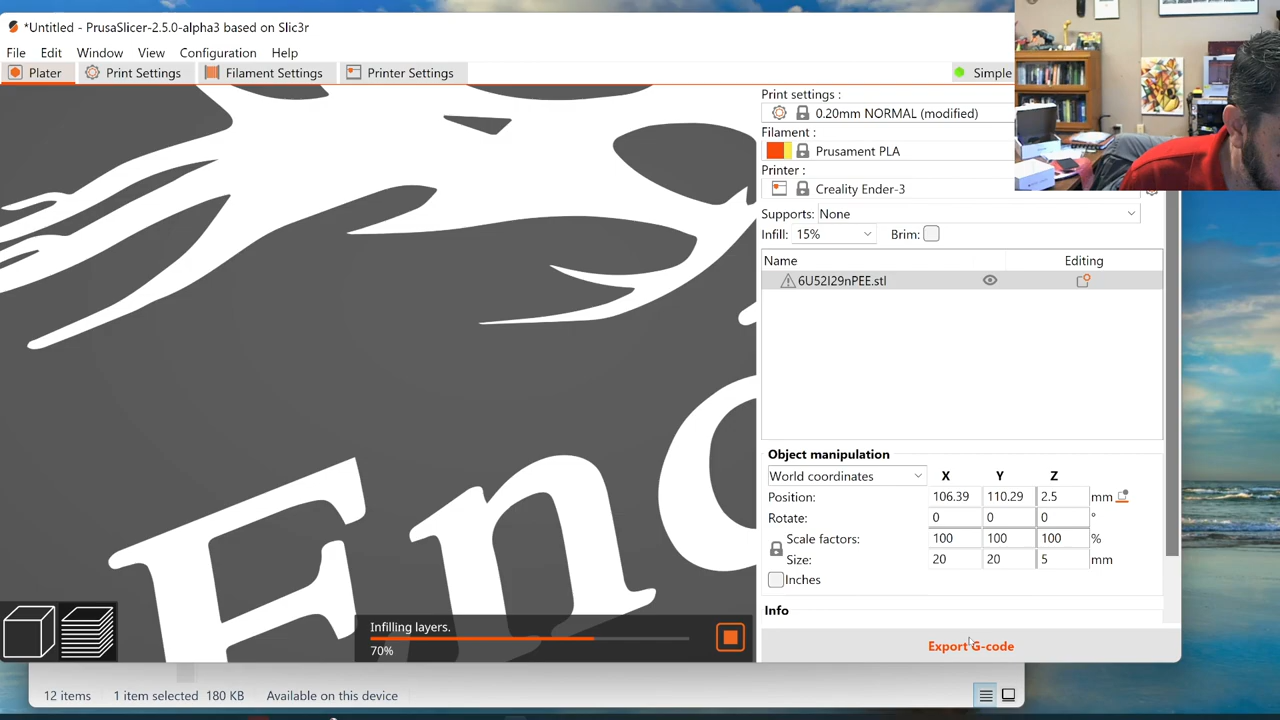 *Untitled - PrusaSlicer-2.5.0-alpha3 based on Slic3r
File Edit Window View Configuration Help
Plater Print Settings Filament Settings Printer Settings Simple
Print settings :
0.20mm NORMAL (modified)
Filament :
Prusament PLA
Printer :
Creality Ender-3
Supports: None
Infill: 15% Brim:
Name Editing
6U52I29nPEE.stl
Object manipulation
World coordinates X Y Z
Position: 106.39 110.29 2.5 mm
Rotate: 0 0 0 °
Scale factors: 100 100 100 %
Size: 20 20 5 mm
Inches
Info
Export G-code
En
Infilling layers.
70%
12 items 1 item selected 180 KB Available on this device